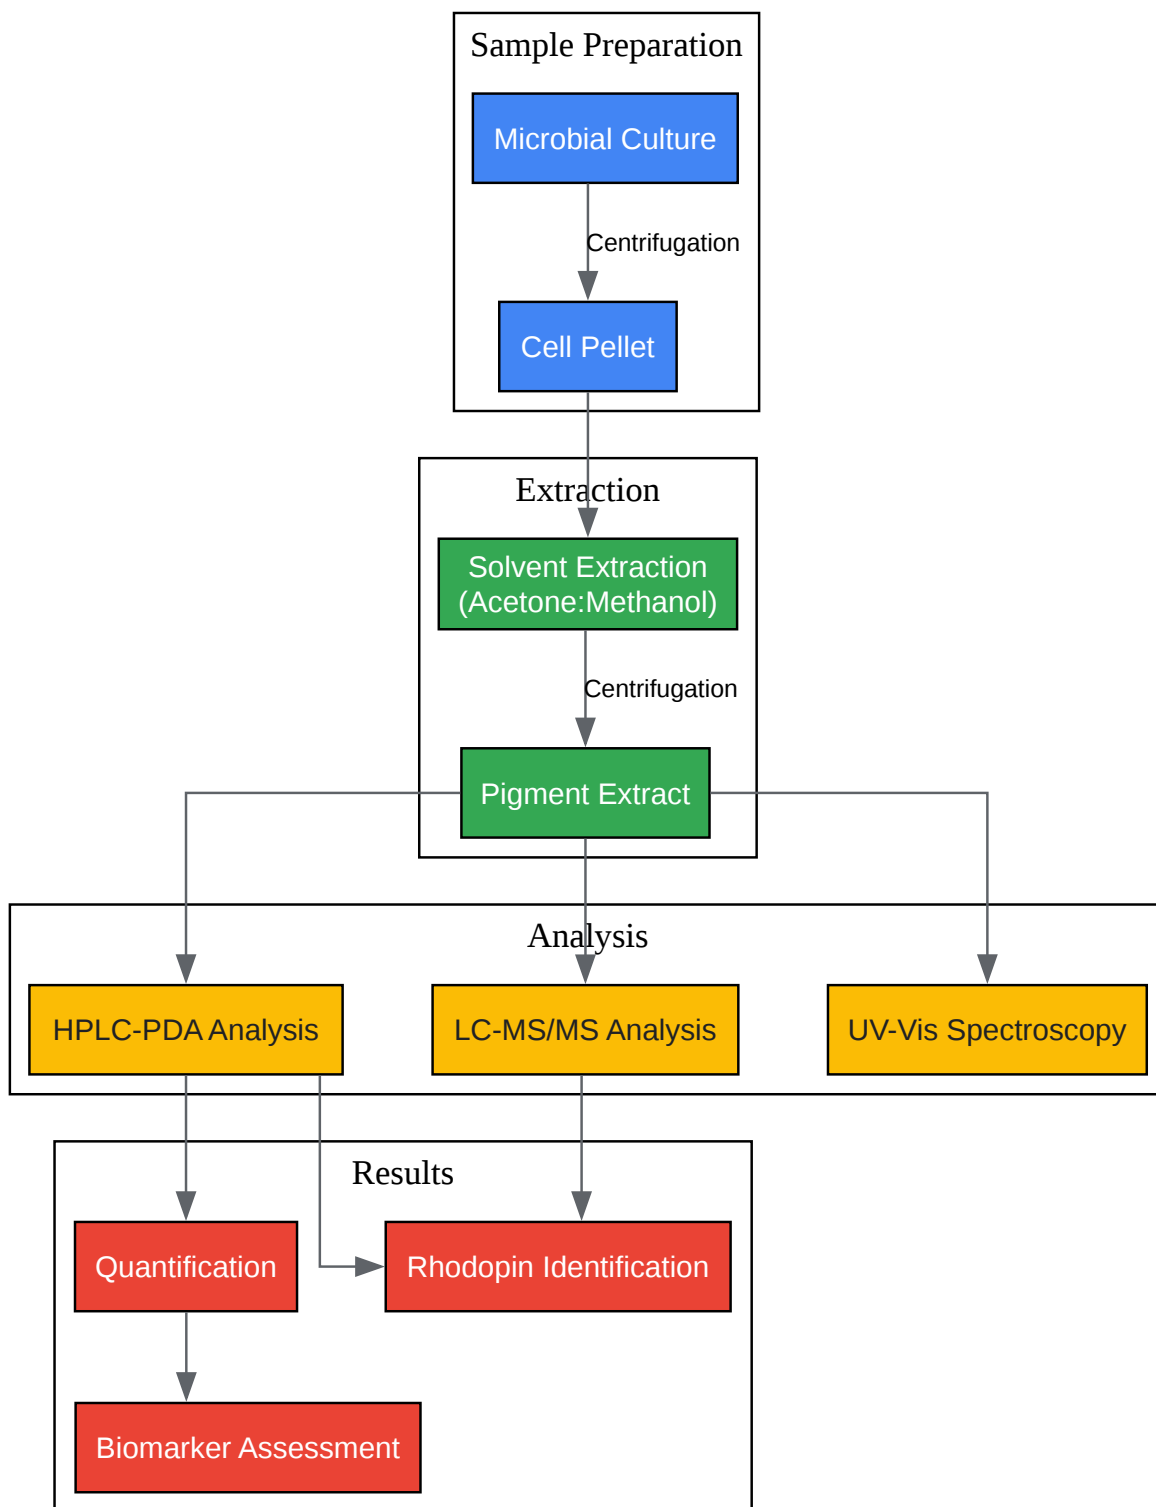 Sample Preparation
Microbial Culture
Centrifugation
Cell Pellet
Extraction
Solvent Extraction
(Acetone:Methanol)
Centrifugation
Pigment Extract
Analysis
HPLC-PDA Analysis
LC-MS/MS Analysis
UV-Vis Spectroscopy
Results
Quantification
Rhodopin Identification
Biomarker Assessment